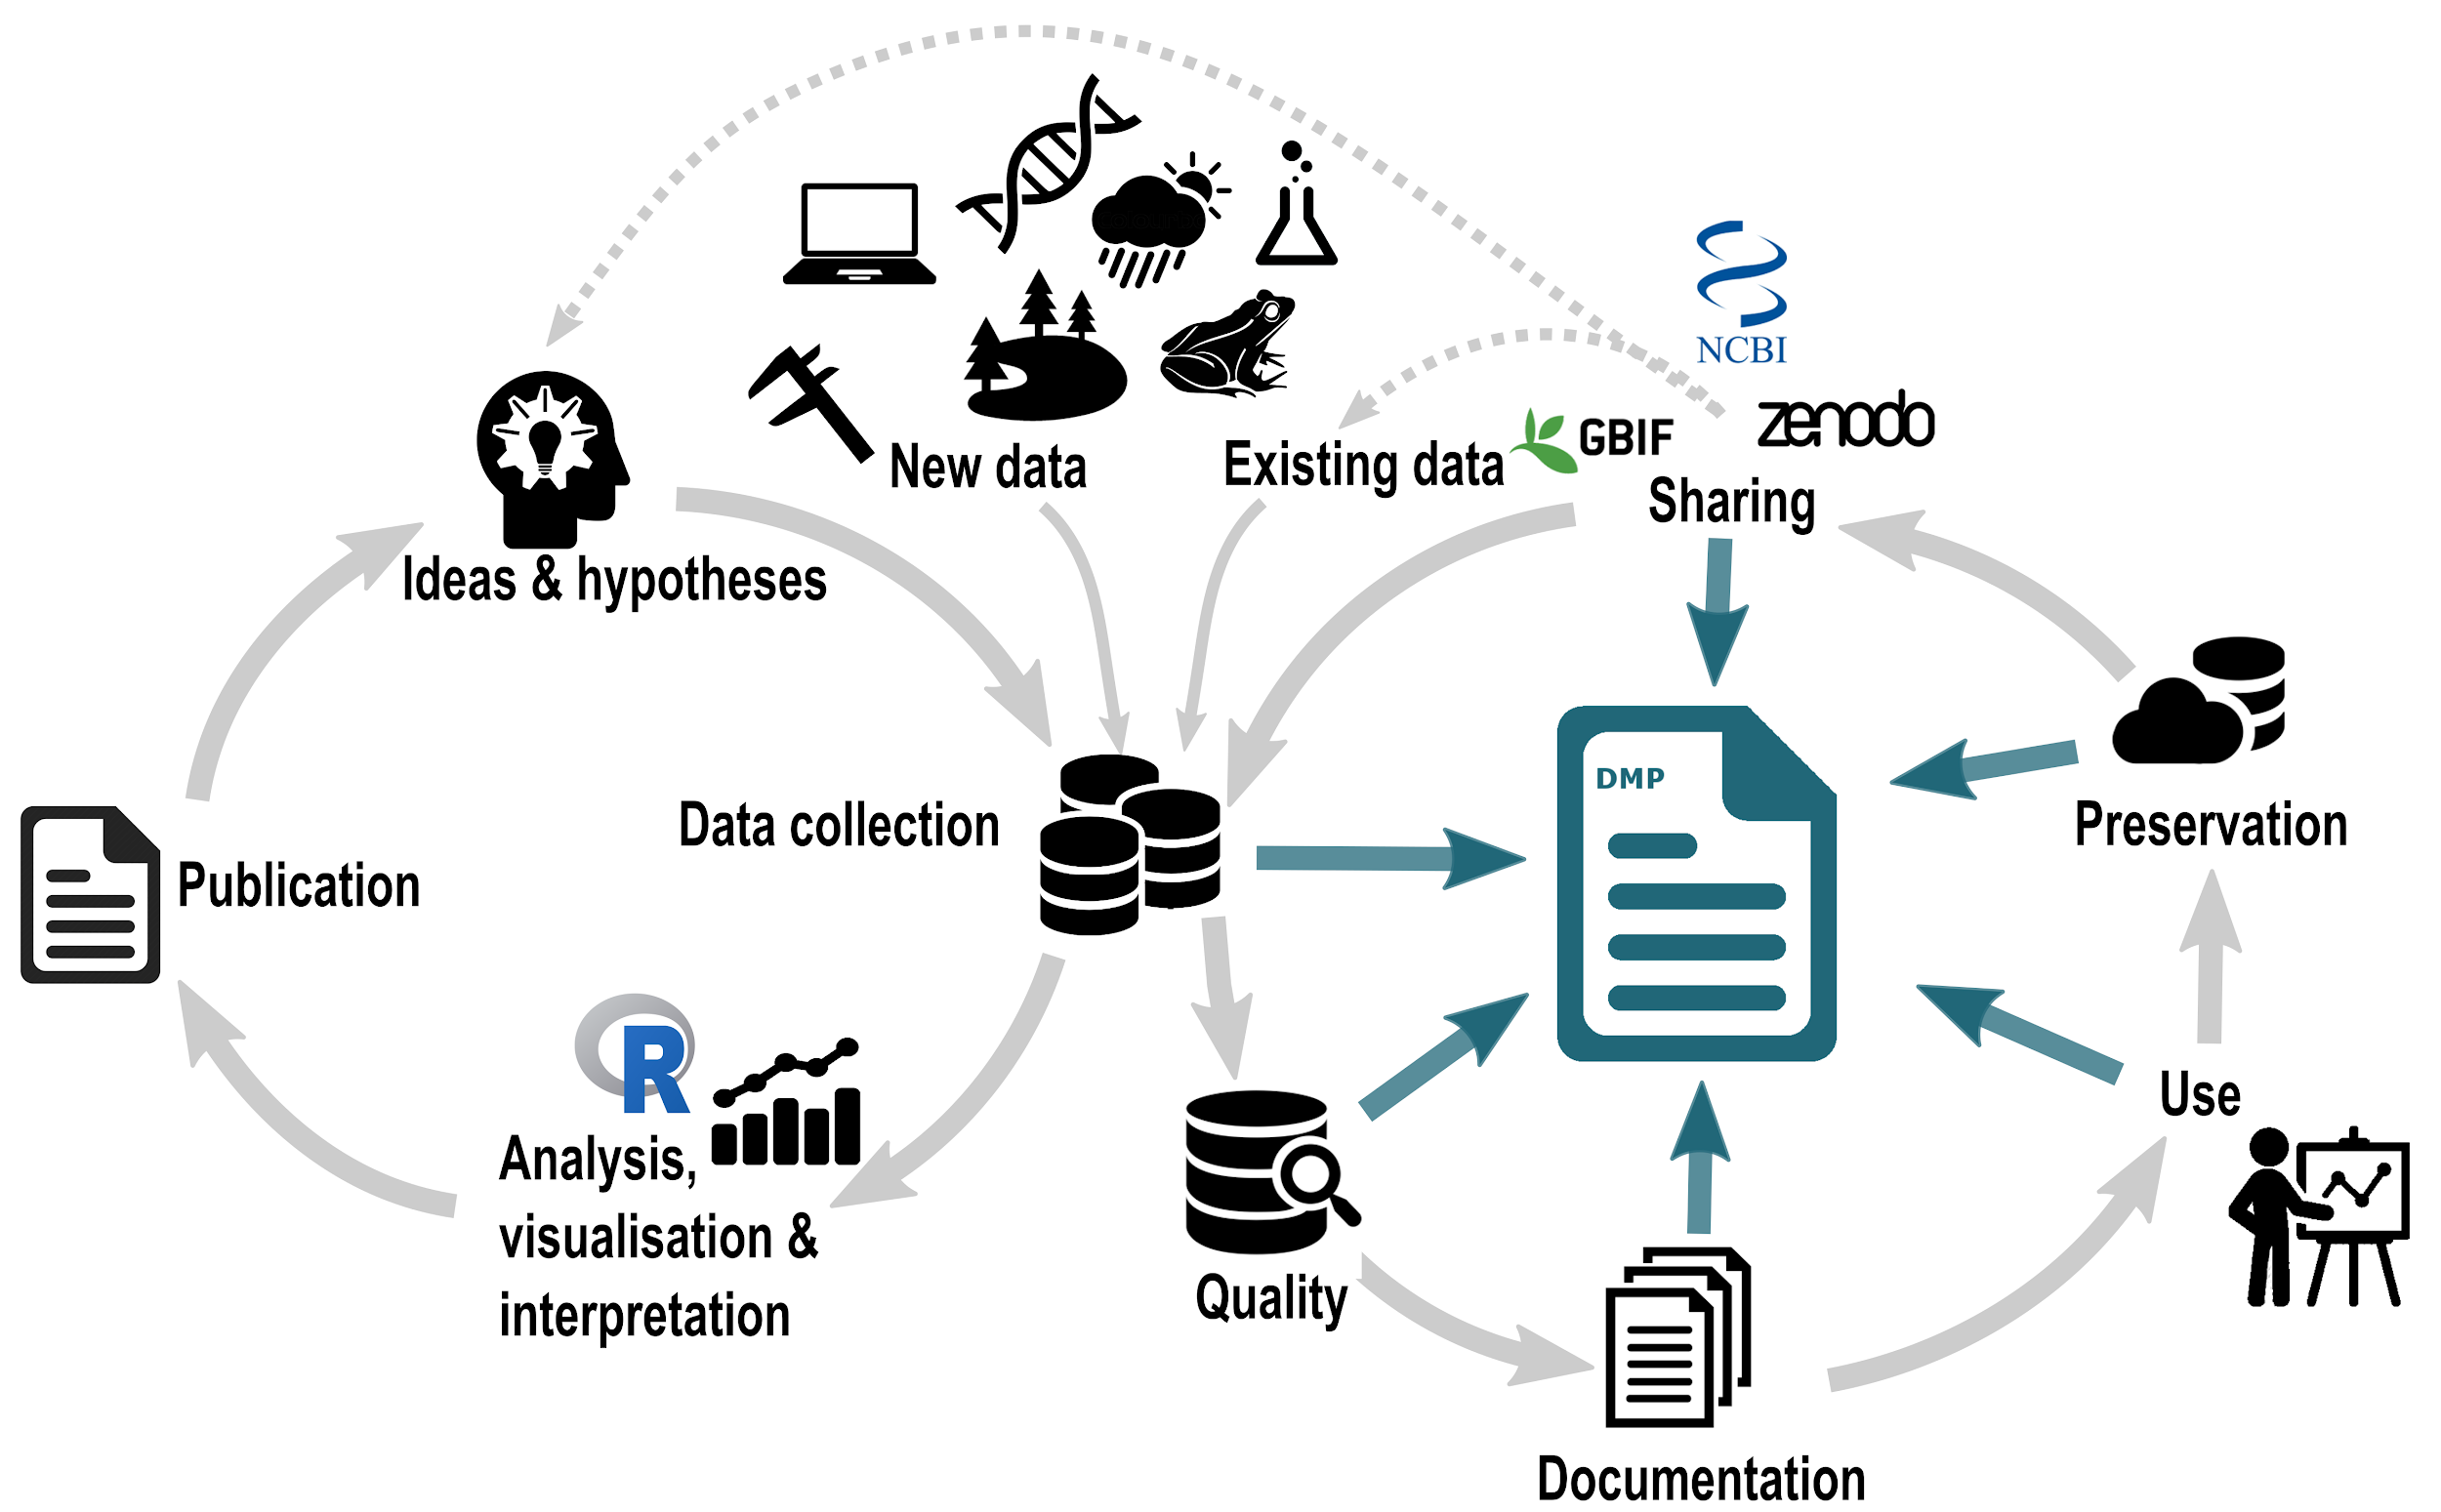 NCBI
zenodo
GBIF
New data
Existing data
Sharing
Ideas & hypotheses
DMP
Data collection
Preservation
Publication
R
Analysis,
visualisation &
interpretation
Use
Quality
Documentation